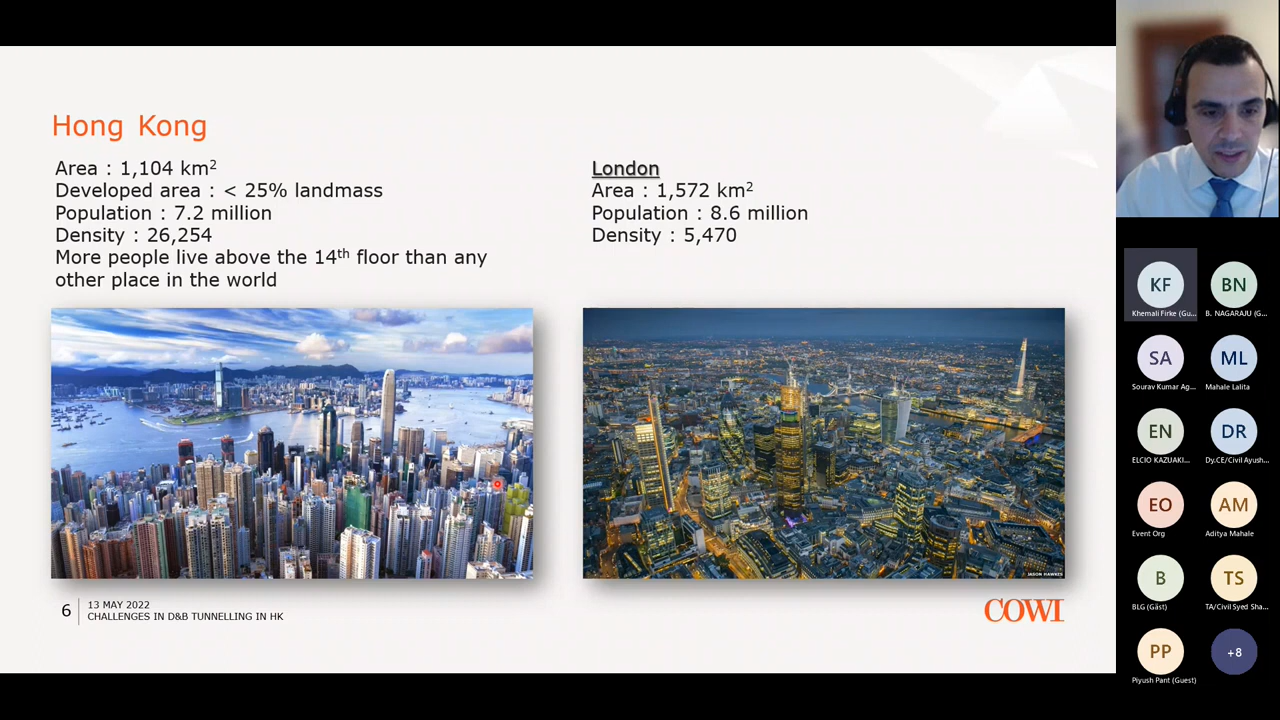 Hong Kong
Area : 1,104 km²
Developed area : < 25% landmass
Population : 7.2 million
Density : 26,254
More people live above the 14th floor than any
other place in the world
London
Area : 1,572 km²
Population : 8.6 million
Density : 5,470
© JASON HAWKES
6
13 MAY 2022
CHALLENGES IN D&B TUNNELLING IN HK
COWI
KF
BN
Khemali Firke (Gu...
B. NAGARAJU (G...
SA
ML
Sourav Kumar Ag...
Mahale Lalita
EN
DR
ELCIO KAZUAKI...
Dy.CE/Civil Ayush...
EO
AM
Event Org
Aditya Mahale
B
TS
BLG (Gäst)
TA/Civil Syed Sha...
PP
+8
Piyush Pant (Guest)